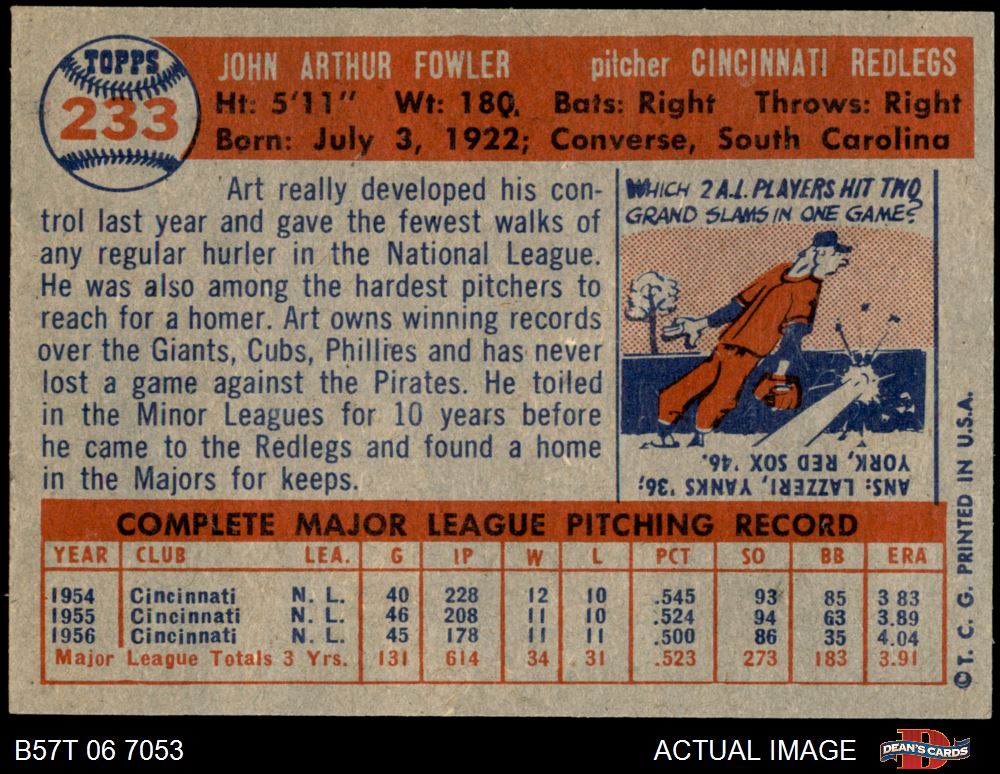 TOPPS
233
JOHN ARTHUR FOWLER pitcher CINCINNATI REDLEGS
Ht: 5'11" Wt: 180. Bats: Right Throws: Right
Born: July 3, 1922; Converse, South Carolina
Art really developed his con-
trol last year and gave the fewest walks of
any regular hurler in the National League.
He was also among the hardest pitchers to
reach for a homer. Art owns winning records
over the Giants, Cubs, Phillies and has never
lost a game against the Pirates. He toiled
in the Minor Leagues for 10 years before
he came to the Redlegs and found a home
in the Majors for keeps.
WHICH 2 A.L. PLAYERS HIT TWO
GRAND SLAMS IN ONE GAME?
ANS: LAZZERI, YANKS '36;
YORK, RED SOX '46.
COMPLETE MAJOR LEAGUE PITCHING RECORD
YEAR CLUB LEA. G IP W L PCT SO BB ERA
1954 Cincinnati N. L. 40 228 12 10 .545 93 85 3 83
1955 Cincinnati N. L. 46 208 11 10 .524 94 63 3.89
1956 Cincinnati N. L. 45 178 11 11 .500 86 35 4.04
Major League Totals 3 Yrs. 131 614 34 31 .523 273 183 3.91
© T. C. G. PRINTED IN U.S.A.
B57T 06 7053 ACTUAL IMAGE DEAN'S CARDS